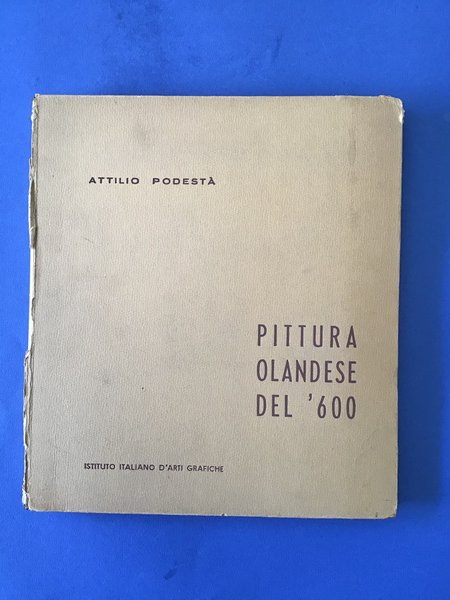 ATTILIO PODESTÀ
PITTURA
OLANDESE
DEL '600
ISTITUTO ITALIANO D'ARTI GRAFICHE